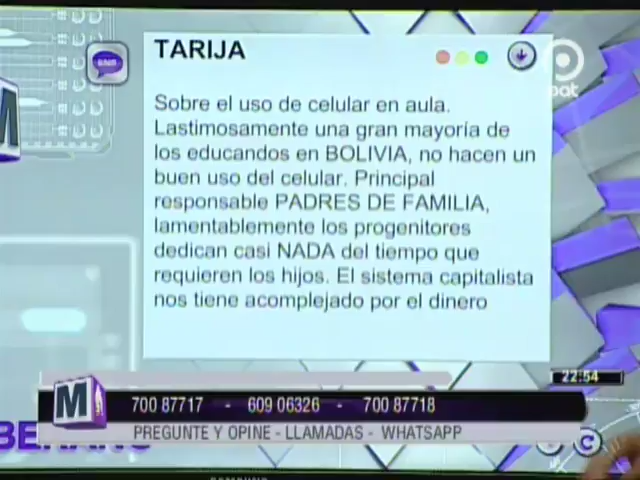 TARIJA
pat
Sobre el uso de celular en aula.
Lastimosamente una gran mayoría de
los educandos en BOLIVIA, no hacen un
buen uso del celular. Principal
responsable PADRES DE FAMILIA,
lamentablemente los progenitores
dedican casi NADA del tiempo que
requieren los hijos. El sistema capitalista
nos tiene acomplejado por el dinero
22:54
M
700 87717 - 609 06326 - 700 87718
PREGUNTE Y OPINE - LLAMADAS - WHATSAPP
C
SAMSUNG